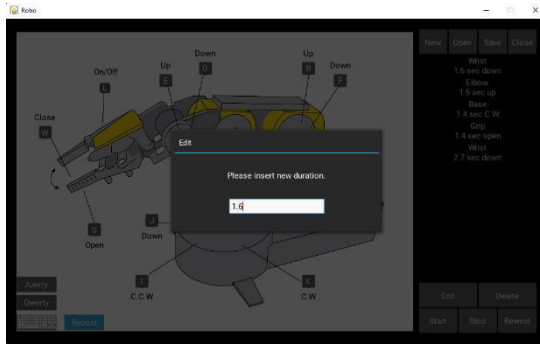 Robo
New Open Save Close
Wrist
1.6 sec down
Elbow
1.5 sec up
Base
1.4 sec C W
Grip
1.4 sec open
Wrist
2.7 sec down
On/Off
L
Up
E
Down
D
Up
R
Down
F
Close
W
S
Open
J
Down
I
C.C.W
K
C.W
Edit
Please insert new duration.
1.6
Azerty
Qwerty
Record
Edit Delete
Start Stop Rewind